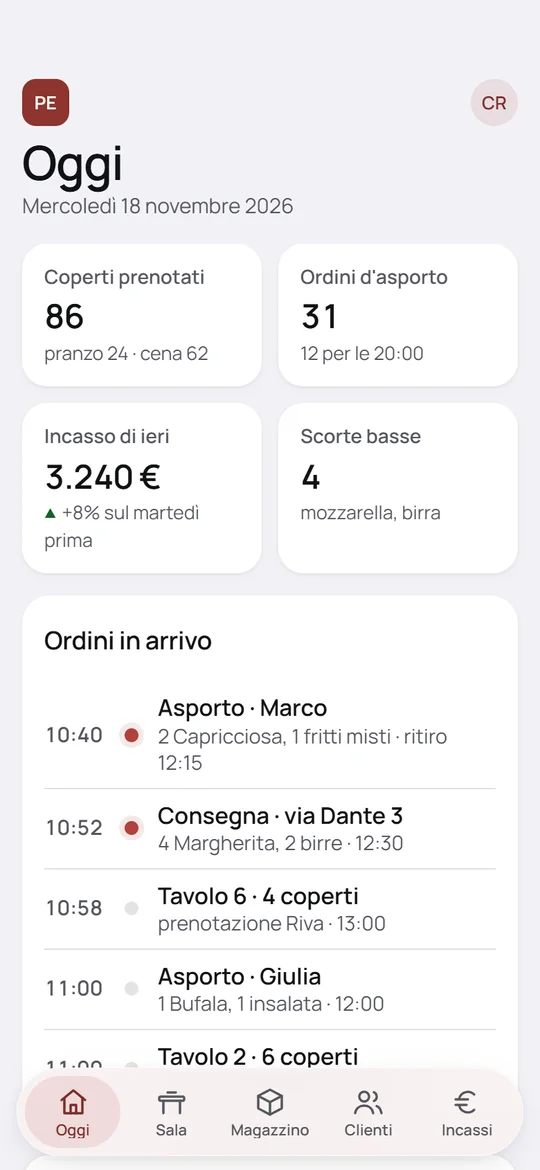 PE
CR
Oggi
Mercoledì 18 novembre 2026
Coperti prenotati
86
pranzo 24 · cena 62
Ordini d'asporto
31
12 per le 20:00
Incasso di ieri
3.240 €
▲ +8% sul martedì
prima
Scorte basse
4
mozzarella, birra
Ordini in arrivo
10:40
Asporto · Marco
2 Capricciosa, 1 fritti misti · ritiro
12:15
10:52
Consegna · via Dante 3
4 Margherita, 2 birre · 12:30
10:58
Tavolo 6 · 4 coperti
prenotazione Riva · 13:00
11:00
Asporto · Giulia
1 Bufala, 1 insalata · 12:00
Tavolo 2 · 6 coperti
Oggi
Sala
Magazzino
Clienti
Incassi